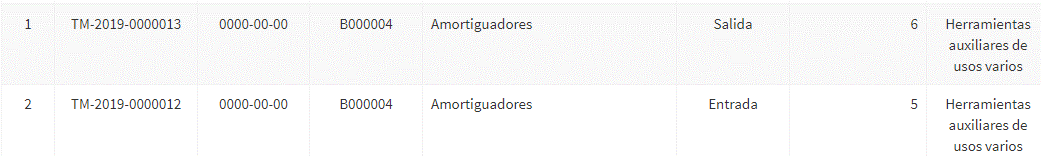 1 TM-2019-0000013 0000-00-00 B000004 Amortiguadores Salida 6 Herramientas
auxiliares de
usos varios
2 TM-2019-0000012 0000-00-00 B000004 Amortiguadores Entrada 5 Herramientas
auxiliares de
usos varios